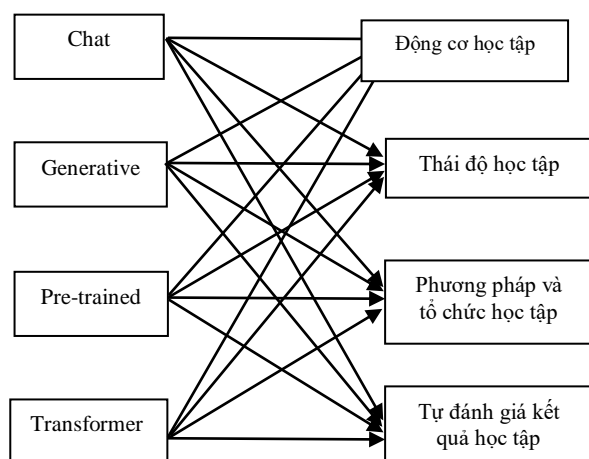 Chat
Động cơ học tập
Generative
Thái độ học tập
Pre-trained
Phương pháp và
tổ chức học tập
Transformer
Tự đánh giá kết
quả học tập